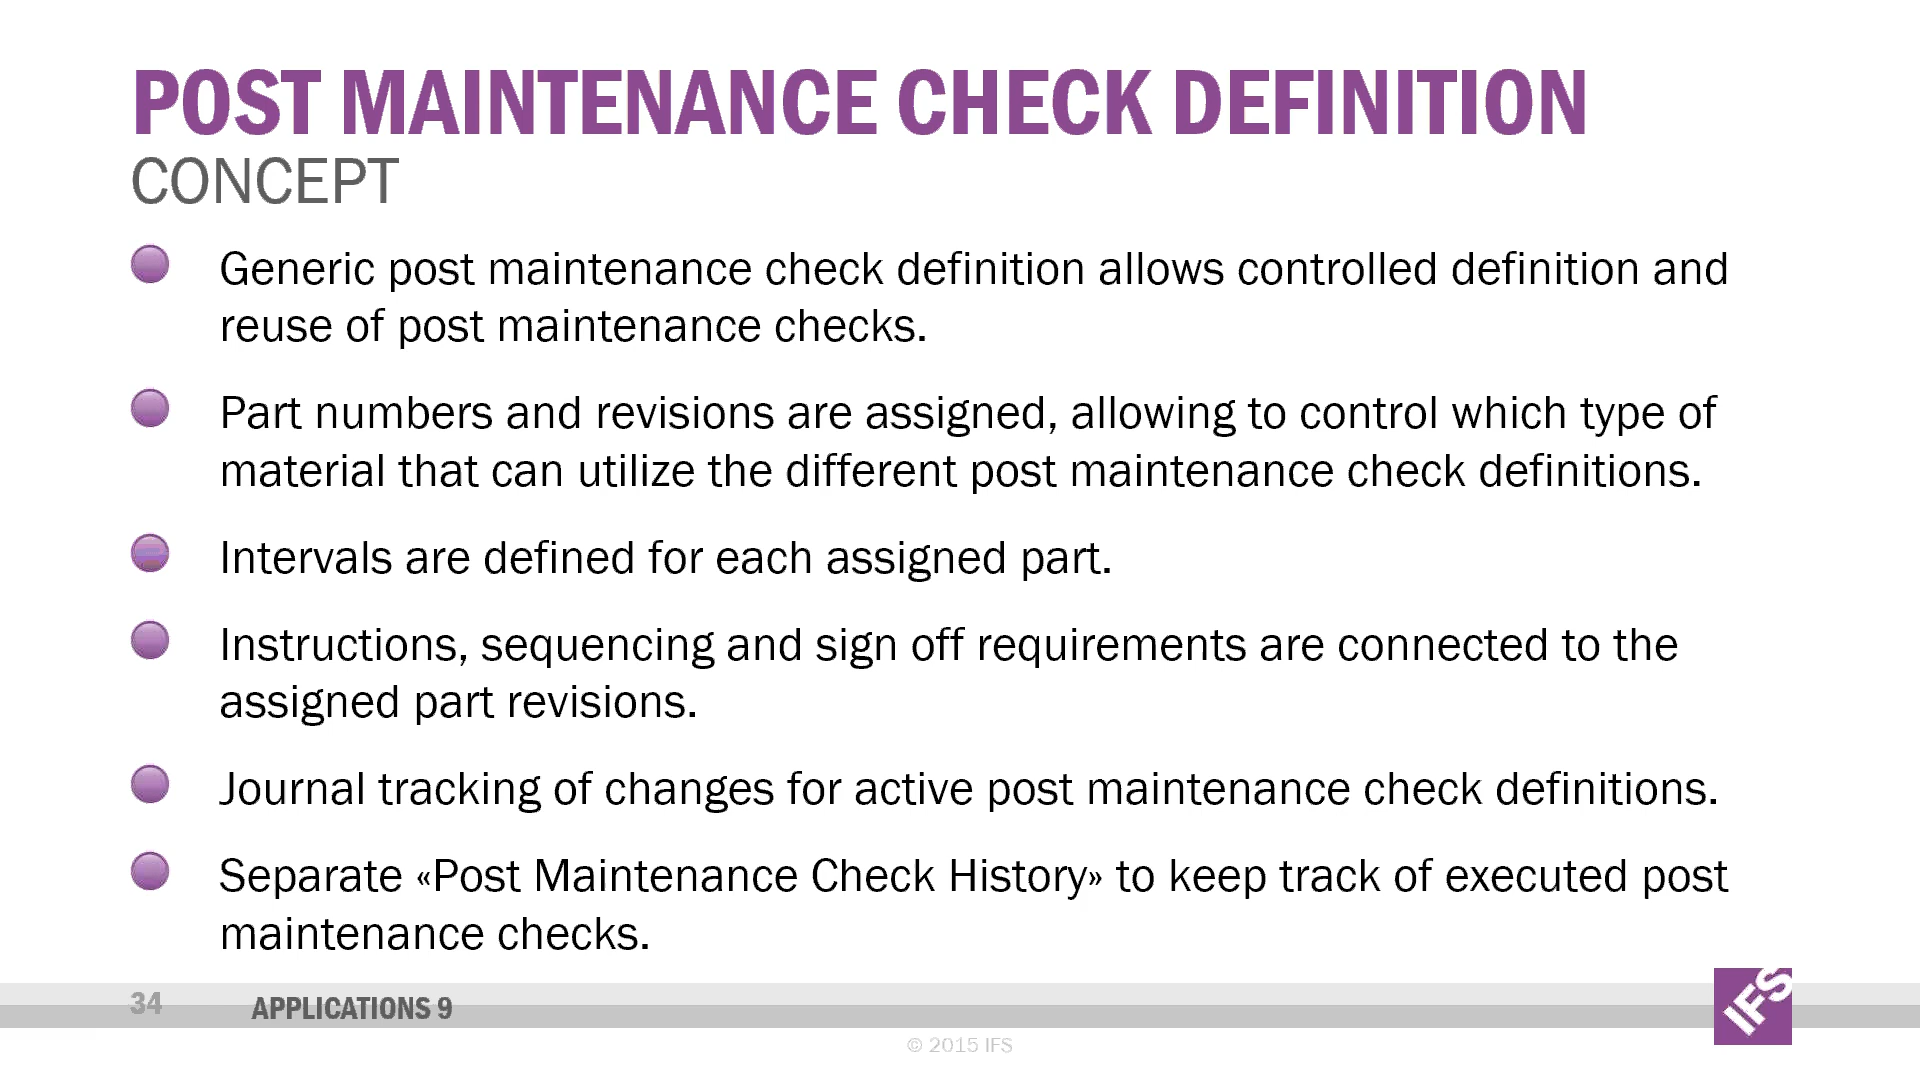 POST MAINTENANCE CHECK DEFINITION
CONCEPT
Generic post maintenance check definition allows controlled definition and
reuse of post maintenance checks.
Part numbers and revisions are assigned, allowing to control which type of
material that can utilize the different post maintenance check definitions.
Intervals are defined for each assigned part.
Instructions, sequencing and sign off requirements are connected to the
assigned part revisions.
Journal tracking of changes for active post maintenance check definitions.
Separate «Post Maintenance Check History» to keep track of executed post
maintenance checks.
34 APPLICATIONS 9
IFS
© 2015 IFS